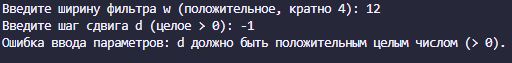 Введите ширину фильтра w (положительное, кратно 4): 12
Введите шаг сдвига d (целое > 0): -1
Ошибка ввода параметров: d должно быть положительным целым числом (> 0).